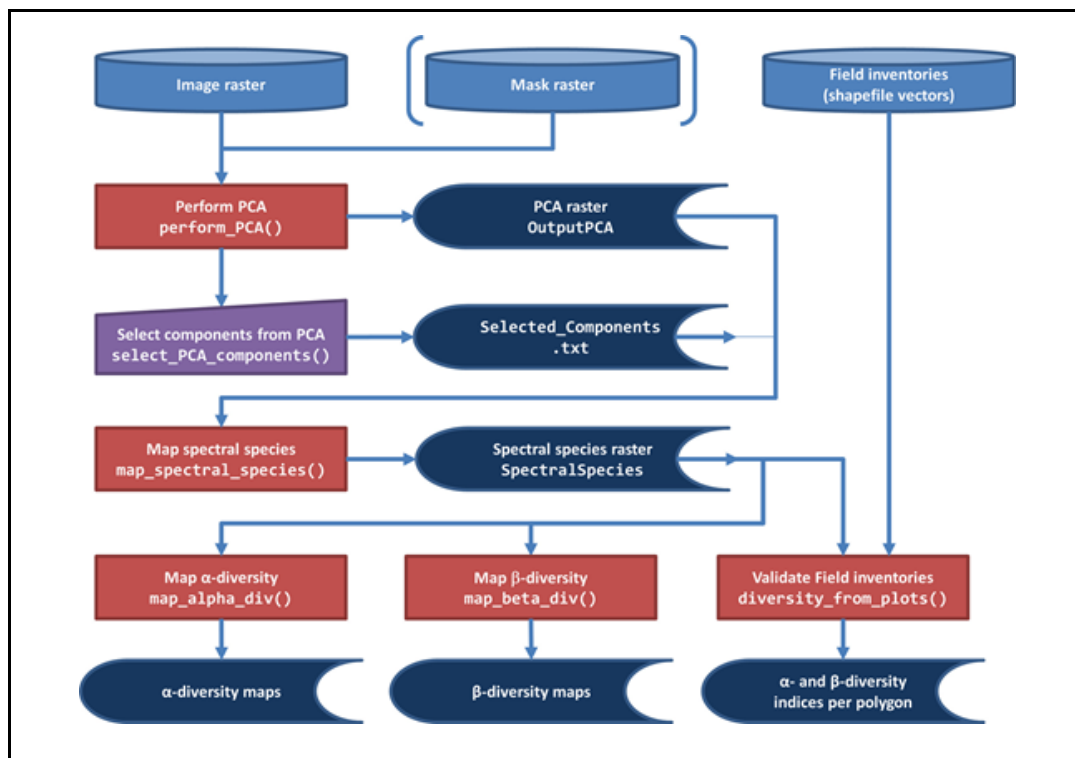 Image raster
Mask raster
Field inventories
(shapefile vectors)
Perform PCA
perform_PCA()
PCA raster
OutputPCA
Select components from PCA
select_PCA_components()
Selected_Components
.txt
Map spectral species
map_spectral_species()
Spectral species raster
SpectralSpecies
Map α-diversity
map_alpha_div()
Map β-diversity
map_beta_div()
Validate Field inventories
diversity_from_plots()
α-diversity maps
β-diversity maps
α- and β-diversity
indices per polygon